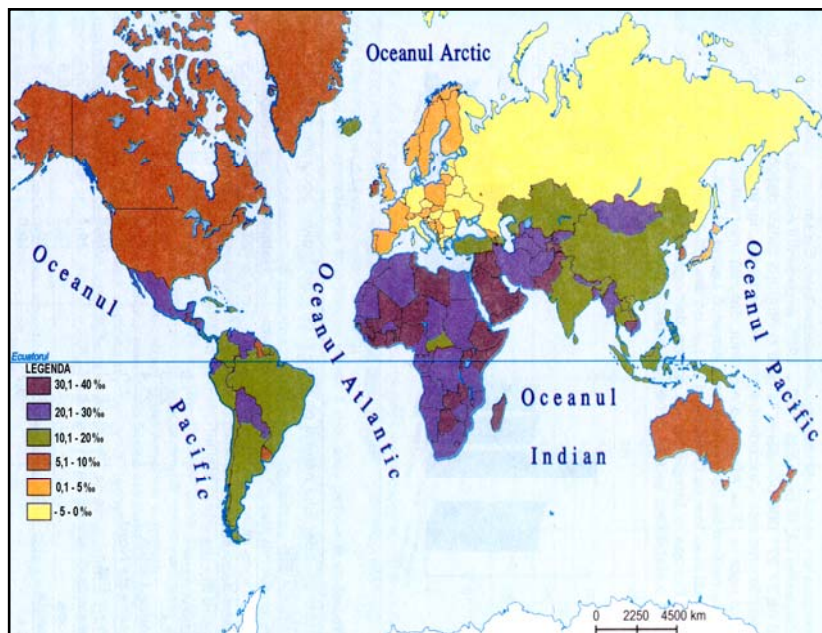 Oceanul Arctic
Oceanul
Pacific
Oceanul Atlantic
Oceanul
Indian
Oceanul Pacific
Ecuatorul
LEGENDA
30,1 - 40 ‰
20,1 - 30 ‰
10,1 - 20 ‰
5,1 - 10 ‰
0,1 - 5 ‰
- 5 - 0 ‰
0 2250 4500 km